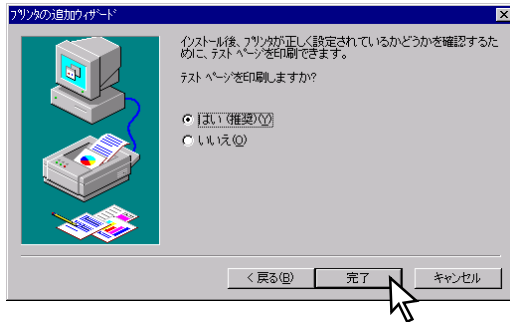 プリンタの追加ウィザード
インストール後、プリンタが正しく設定されているかどうかを確認するた
めに、テスト ページを印刷できます。
テスト ページを印刷しますか?
はい (推奨)(Y)
いいえ(O)
< 戻る(B)
完了
キャンセル